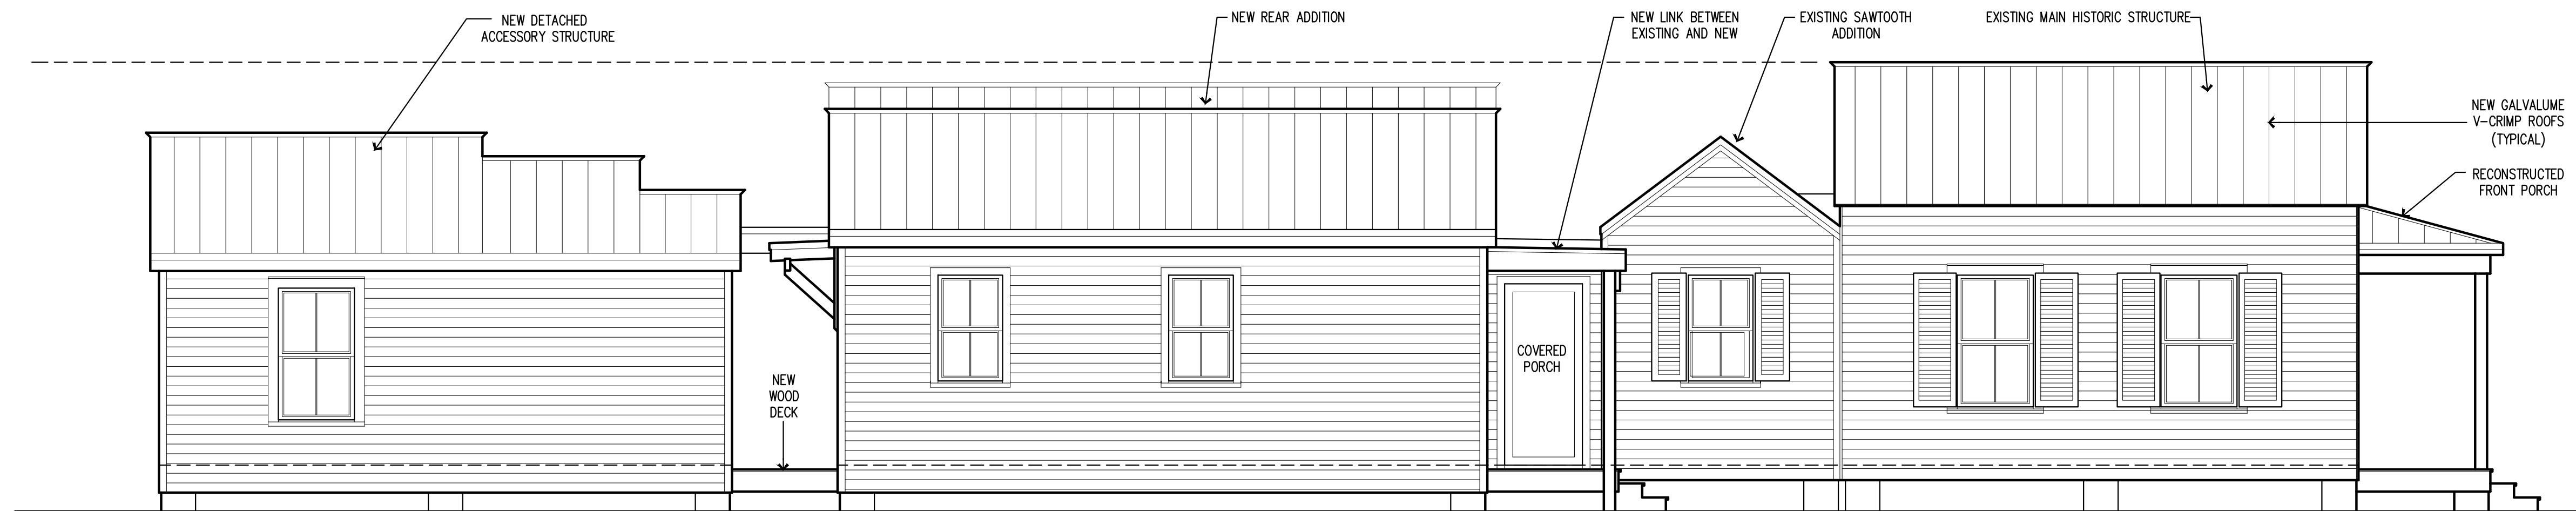 NEW DETACHED
ACCESSORY STRUCTURE
NEW REAR ADDITION
NEW LINK BETWEEN
EXISTING AND NEW
EXISTING SAWTOOTH
ADDITION
EXISTING MAIN HISTORIC STRUCTURE
NEW GALVALUME
V-CRIMP ROOFS
(TYPICAL)
RECONSTRUCTED
FRONT PORCH
COVERED
PORCH
NEW
WOOD
DECK